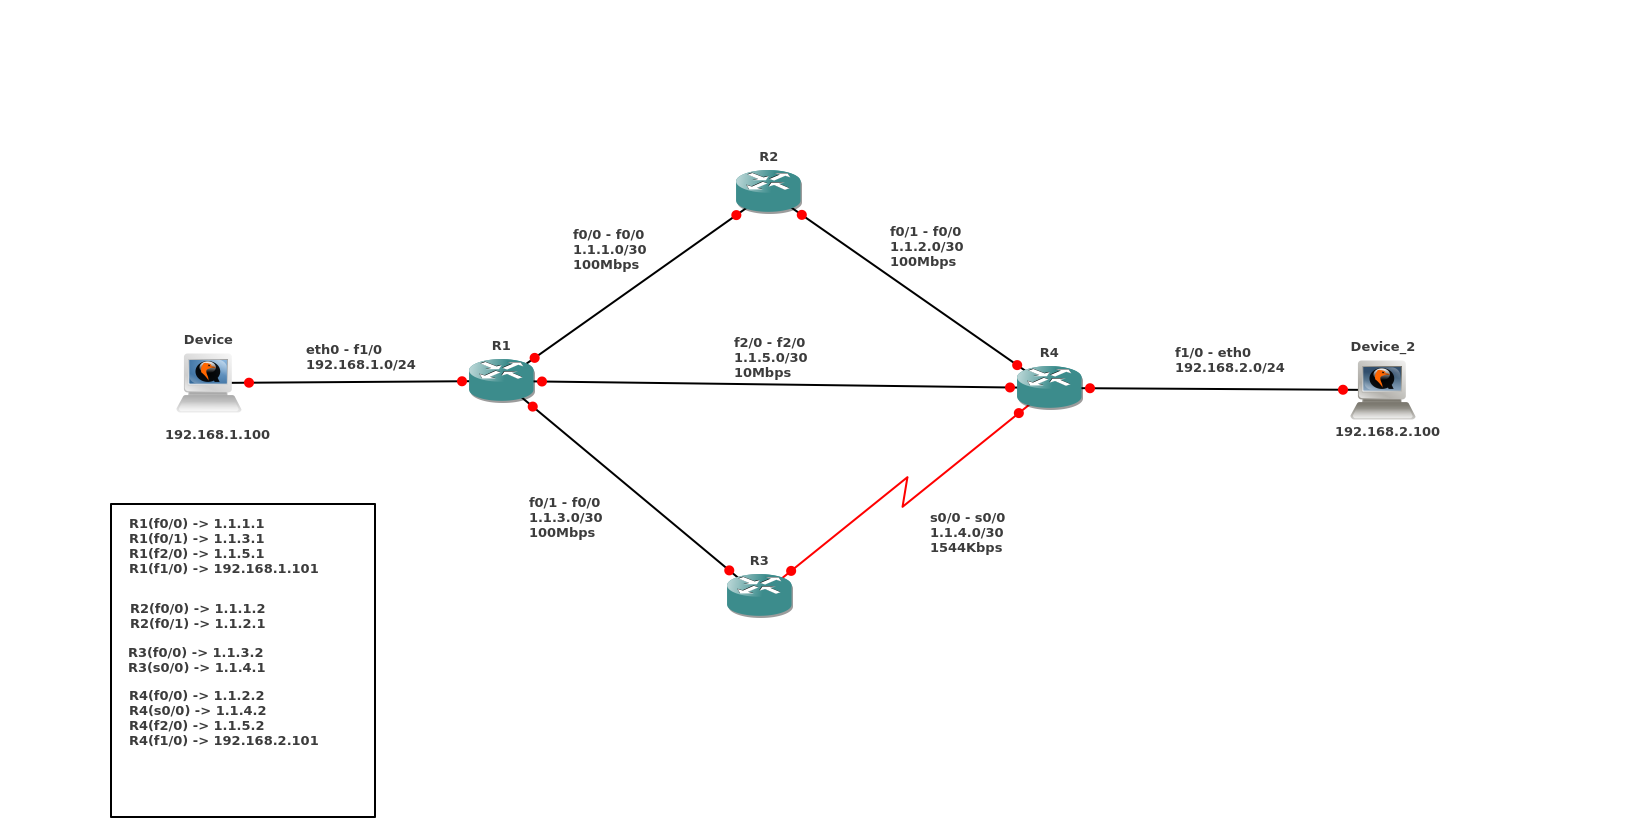 R2
f0/0 - f0/0
1.1.1.0/30
100Mbps
f0/1 - f0/0
1.1.2.0/30
100Mbps
Device
eth0 - f1/0
192.168.1.0/24
192.168.1.100
R1
f2/0 - f2/0
1.1.5.0/30
10Mbps
R4
f1/0 - eth0
192.168.2.0/24
Device_2
192.168.2.100
f0/1 - f0/0
1.1.3.0/30
100Mbps
s0/0 - s0/0
1.1.4.0/30
1544Kbps
R3
R1(f0/0) -> 1.1.1.1
R1(f0/1) -> 1.1.3.1
R1(f2/0) -> 1.1.5.1
R1(f1/0) -> 192.168.1.101
R2(f0/0) -> 1.1.1.2
R2(f0/1) -> 1.1.2.1
R3(f0/0) -> 1.1.3.2
R3(s0/0) -> 1.1.4.1
R4(f0/0) -> 1.1.2.2
R4(s0/0) -> 1.1.4.2
R4(f2/0) -> 1.1.5.2
R4(f1/0) -> 192.168.2.101